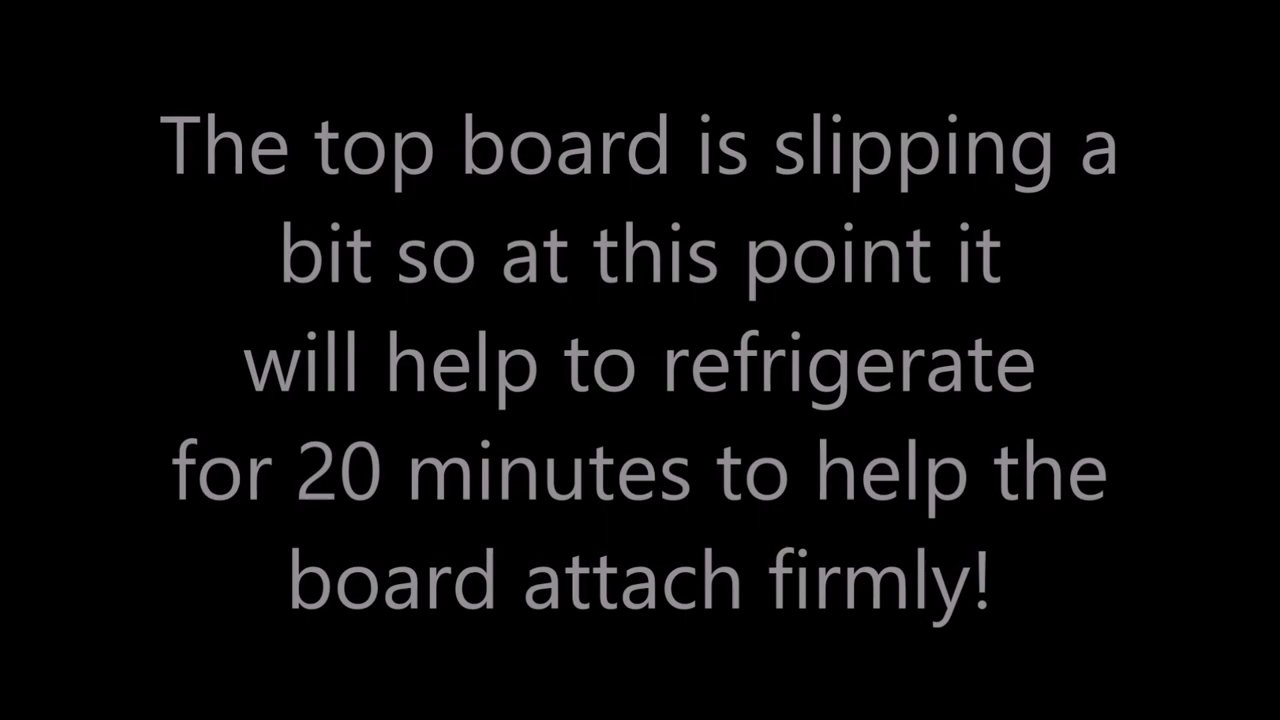 The top board is slipping a
bit so at this point it
will help to refrigerate
for 20 minutes to help the
board attach firmly!